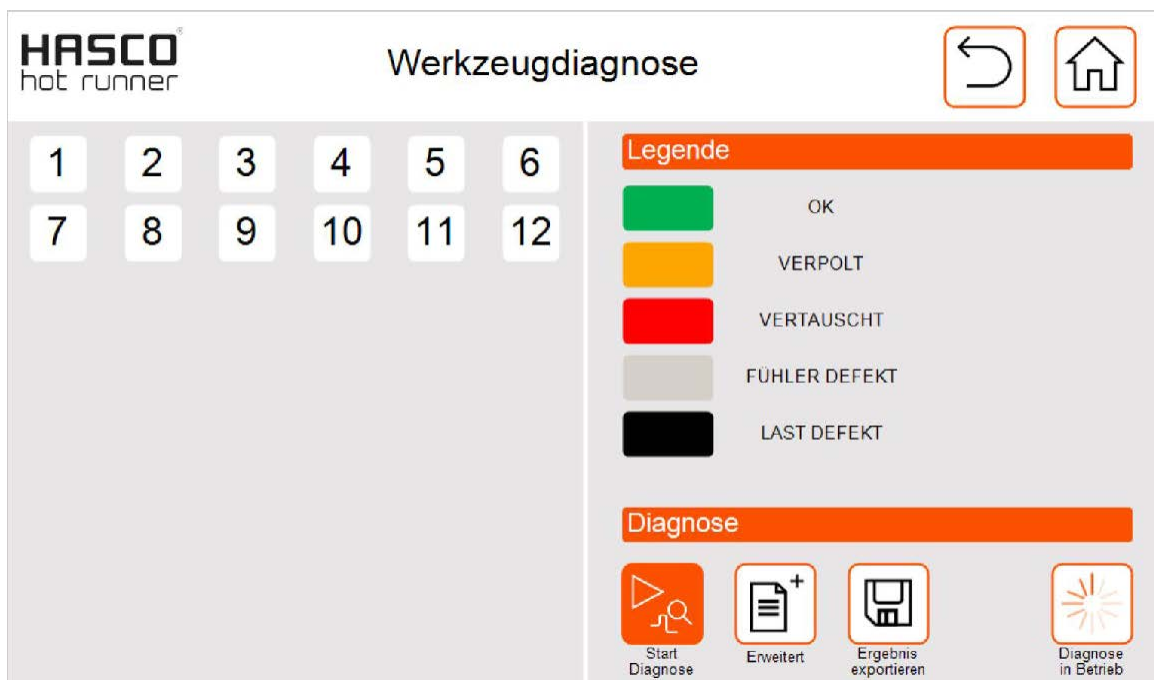 HASCO®
hot runner
Werkzeugdiagnose
1 2 3 4 5 6
7 8 9 10 11 12
Legende
OK
VERPOLT
VERTAUSCHT
FÜHLER DEFEKT
LAST DEFEKT
Diagnose
Start
Diagnose
Erweitert
Ergebnis
exportieren
Diagnose
in Betrieb